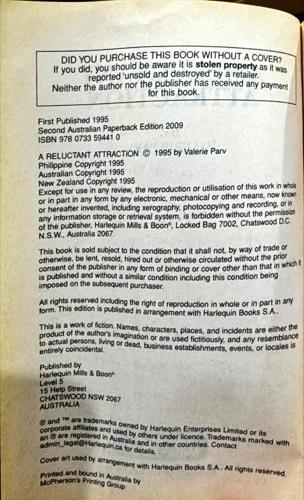 DID YOU PURCHASE THIS BOOK WITHOUT A COVER?
If you did, you should be aware it is stolen property as it was
reported 'unsold and destroyed' by a retailer.
Neither the author nor the publisher has received any payment
for this book.
First Published 1995
Second Australian Paperback Edition 2009
ISBN 978 0733 59441 0
A RELUCTANT ATTRACTION © 1995 by Valerie Parv
Philippine Copyright 1995
Australian Copyright 1995
New Zealand Copyright 1995
Except for use in any review, the reproduction or utilisation of this work in whole
or in part in any form by any electronic, mechanical or other means, now known
or hereafter invented, including xerography, photocopying and recording, or in
any information storage or retrieval system, is forbidden without the permission
of the publisher, Harlequin Mills & Boon®, Locked Bag 7002, Chatswood D.C.
N.S.W., Australia 2067.
This book is sold subject to the condition that it shall not, by way of trade or
otherwise, be lent, resold, hired out or otherwise circulated without the prior
consent of the publisher in any form of binding or cover other than that in which it
is published and without a similar condition including this condition being
imposed on the subsequent purchaser.
All rights reserved including the right of reproduction in whole or in part in any
form. This edition is published in arrangement with Harlequin Books S.A..
This is a work of fiction. Names, characters, places, and incidents are either the
product of the author's imagination or are used fictitiously, and any resemblance
to actual persons, living or dead, business establishments, events, or locales is
entirely coincidental.
Published by
Harlequin Mills & Boon®
Level 5
15 Help Street
CHATSWOOD NSW 2067
AUSTRALIA
® and ™ are trademarks owned by Harlequin Enterprises Limited or its
corporate affiliates and used by others under licence. Trademarks marked with
an ® are registered in Australia and in other countries. Contact
admin_legal@Harlequin.ca for details.
Cover art used by arrangement with Harlequin Books S.A.. All rights reserved.
Printed and bound in Australia by
McPherson's Printing Group